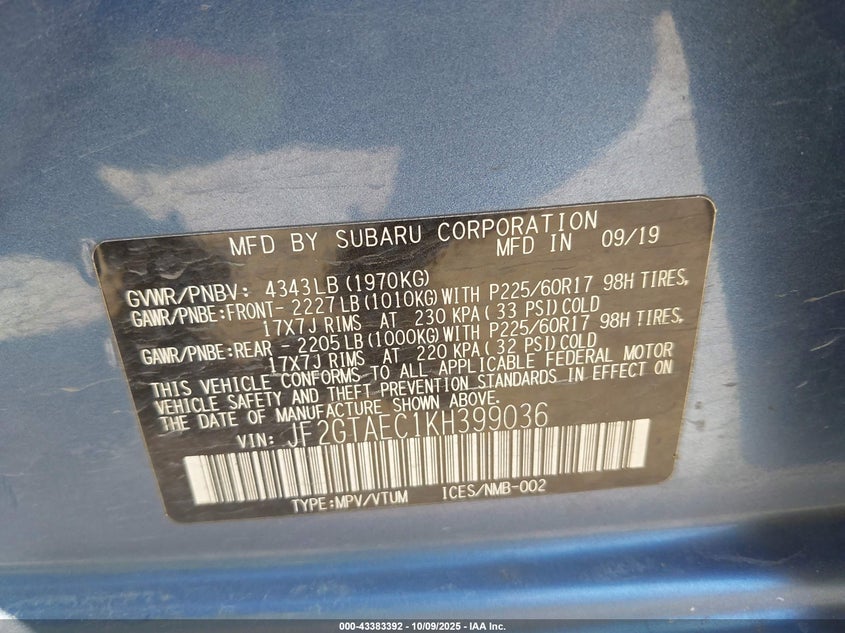 MFD BY SUBARU CORPORATION
MFD IN 09/19
GVWR/PNBV: 4343LB (1970KG)
GAWR/PNBE:FRONT- 2227LB (1010KG) WITH P225/60R17 98H TIRES,
17X7J RIMS AT 230 KPA (33 PSI) COLD
GAWR/PNBE:REAR - 2205LB (1000KG) WITH P225/60R17 98H TIRES,
17X7J RIMS AT 220 KPA (32 PSI) COLD
THIS VEHICLE CONFORMS TO ALL APPLICABLE FEDERAL MOTOR
VEHICLE SAFETY AND THEFT PREVENTION STANDARDS IN EFFECT ON
THE DATE OF MANUFACTURE SHOWN ABOVE.
VIN: JF2GTAEC1KH399036
TYPE:MPV/VTUM ICES/NMB-002
000-43383392 - 10/09/2025 - IAA Inc.